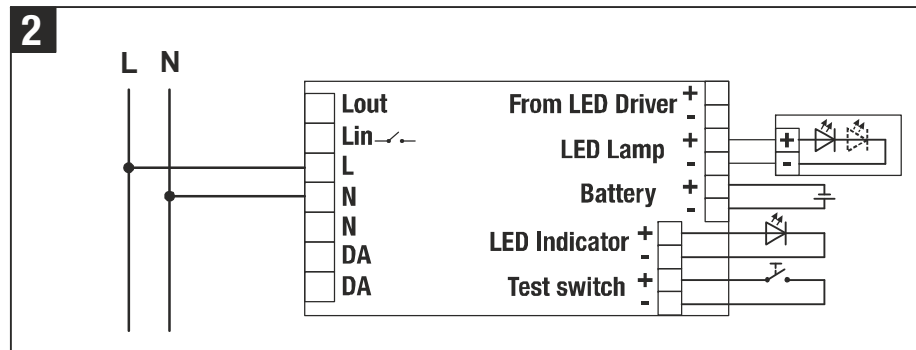 2
L N
Lout
Lin
L
N
N
DA
DA
From LED Driver + -
LED Lamp + -
Battery + -
LED Indicator + -
Test switch + -
+
-